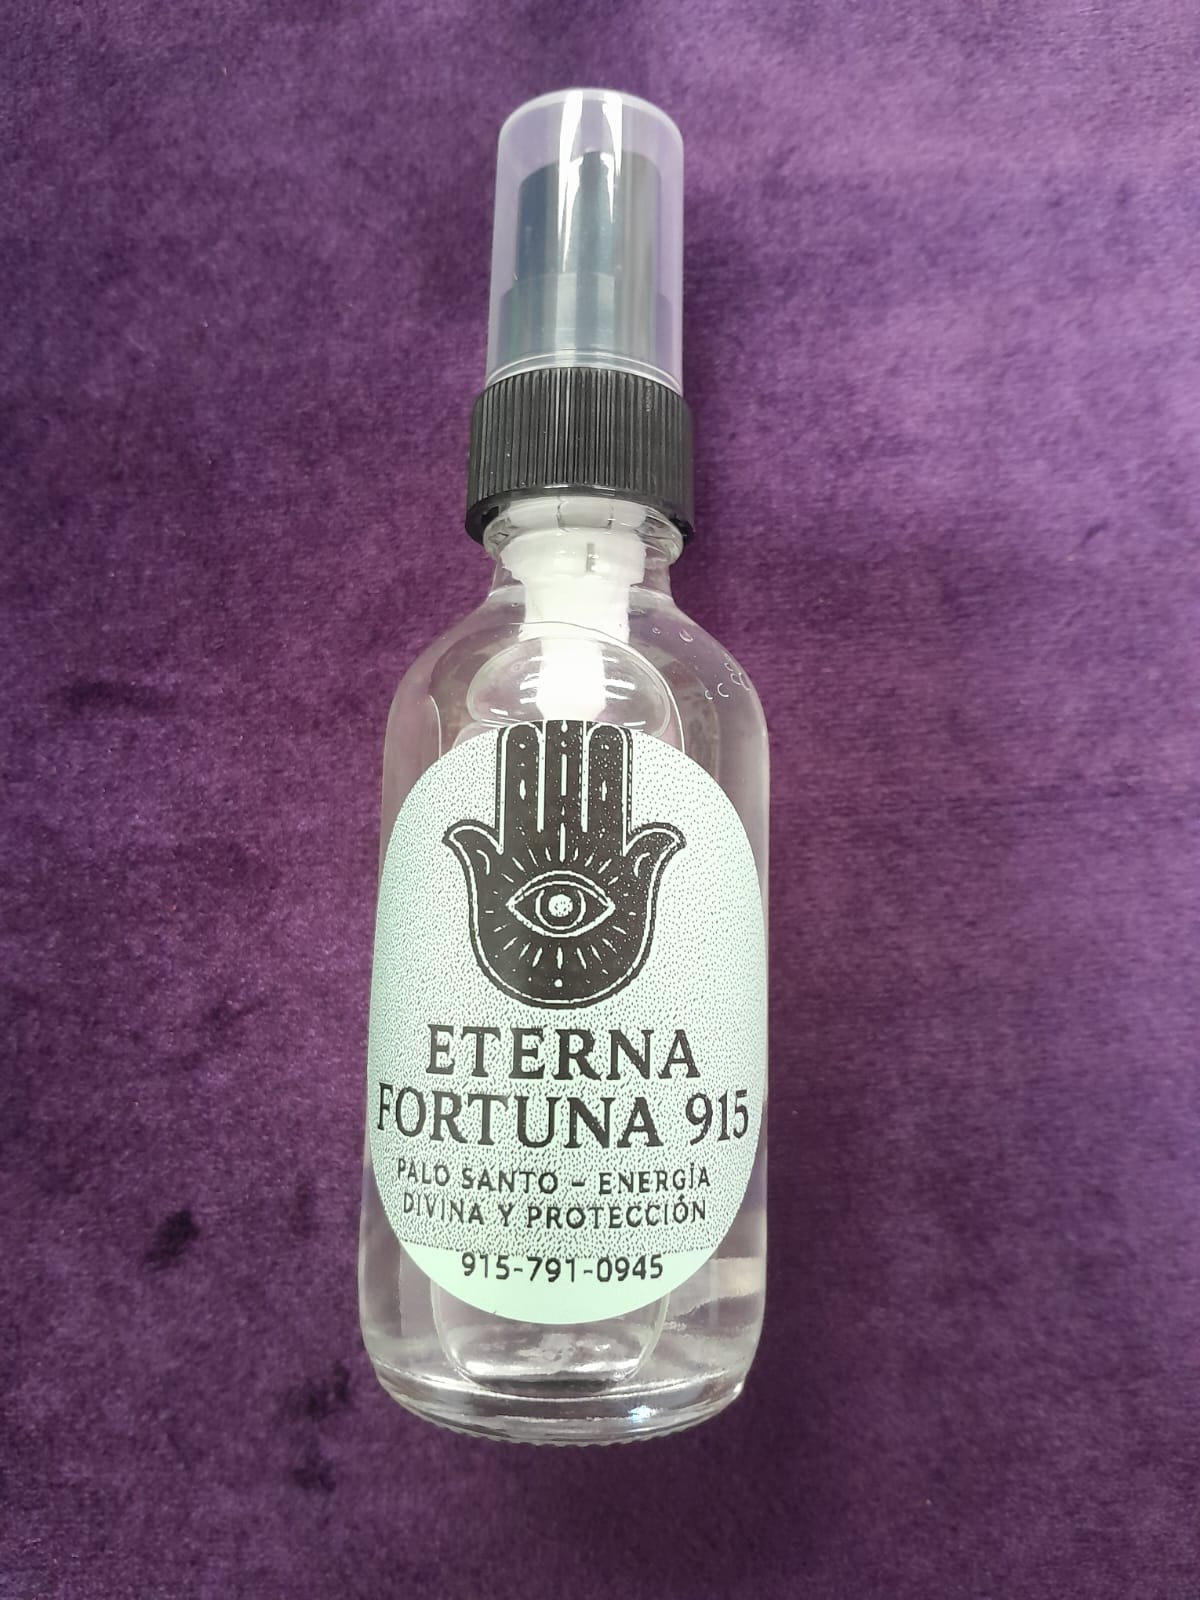 ETERNA
FORTUNA 915
PALO SANTO – ENERGÍA
DIVINA Y PROTECCIÓN
915-791-0945